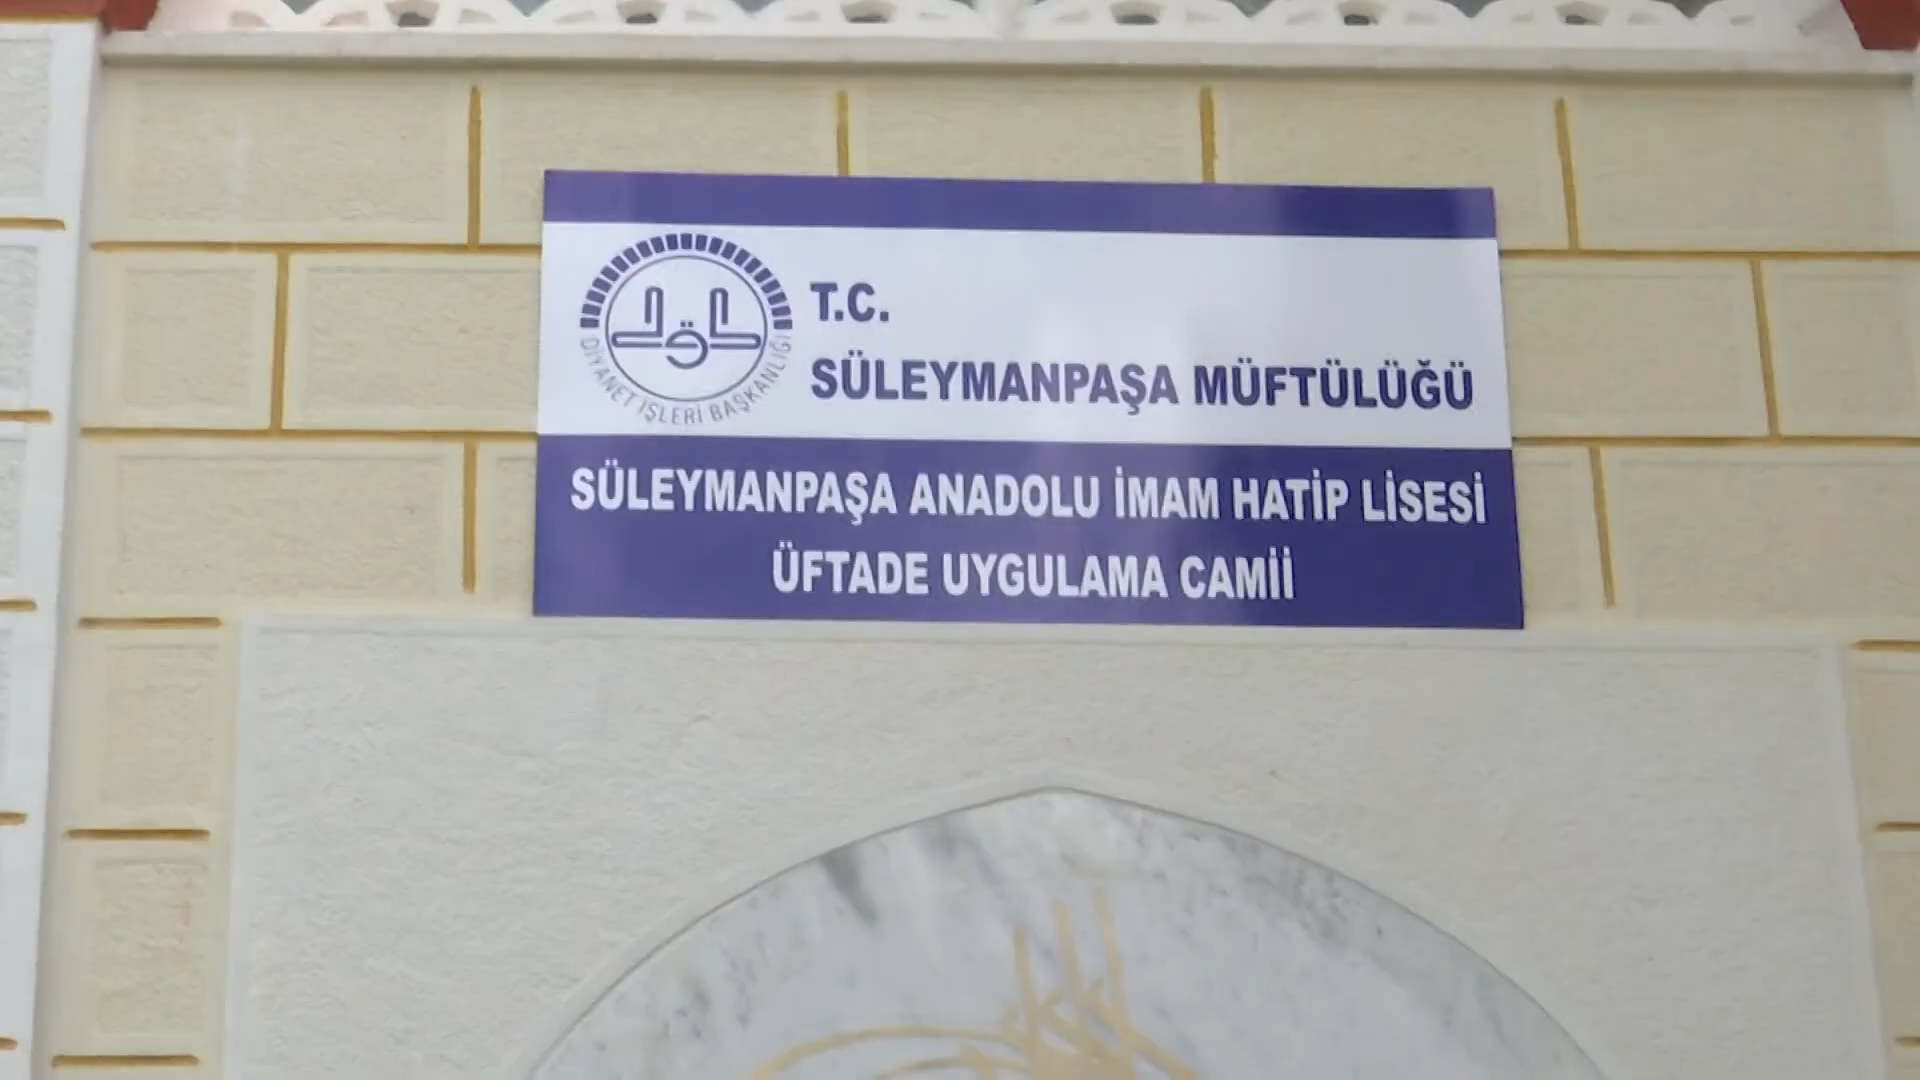 T.C.
SÜLEYMANPAŞA MÜFTÜLÜĞÜ
DİYANET İŞLERİ BAŞKANLIĞI
SÜLEYMANPAŞA ANADOLU İMAM HATİP LİSESİ
ÜFTADE UYGULAMA CAMİİ